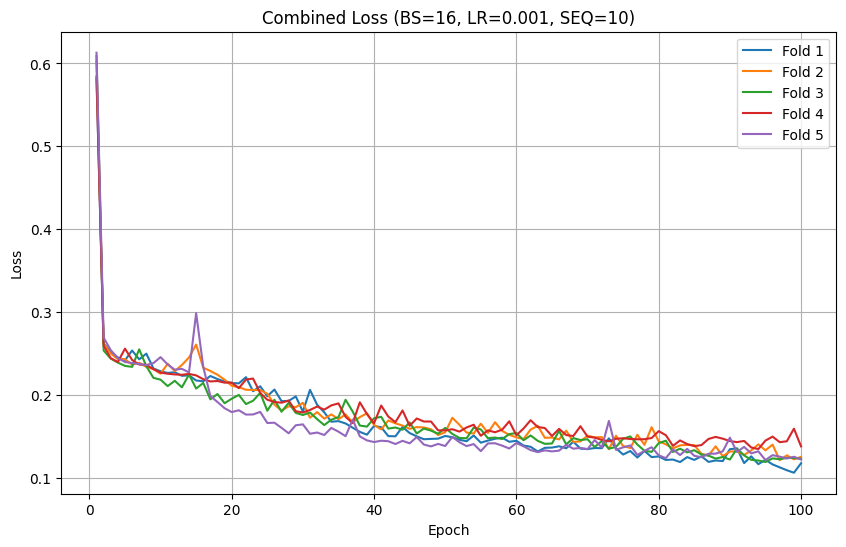 Combined Loss (BS=16, LR=0.001, SEQ=10)
Fold 1
Fold 2
Fold 3
Fold 4
Fold 5
Loss
0.6
0.5
0.4
0.3
0.2
0.1
0
20
40
60
80
100
Epoch